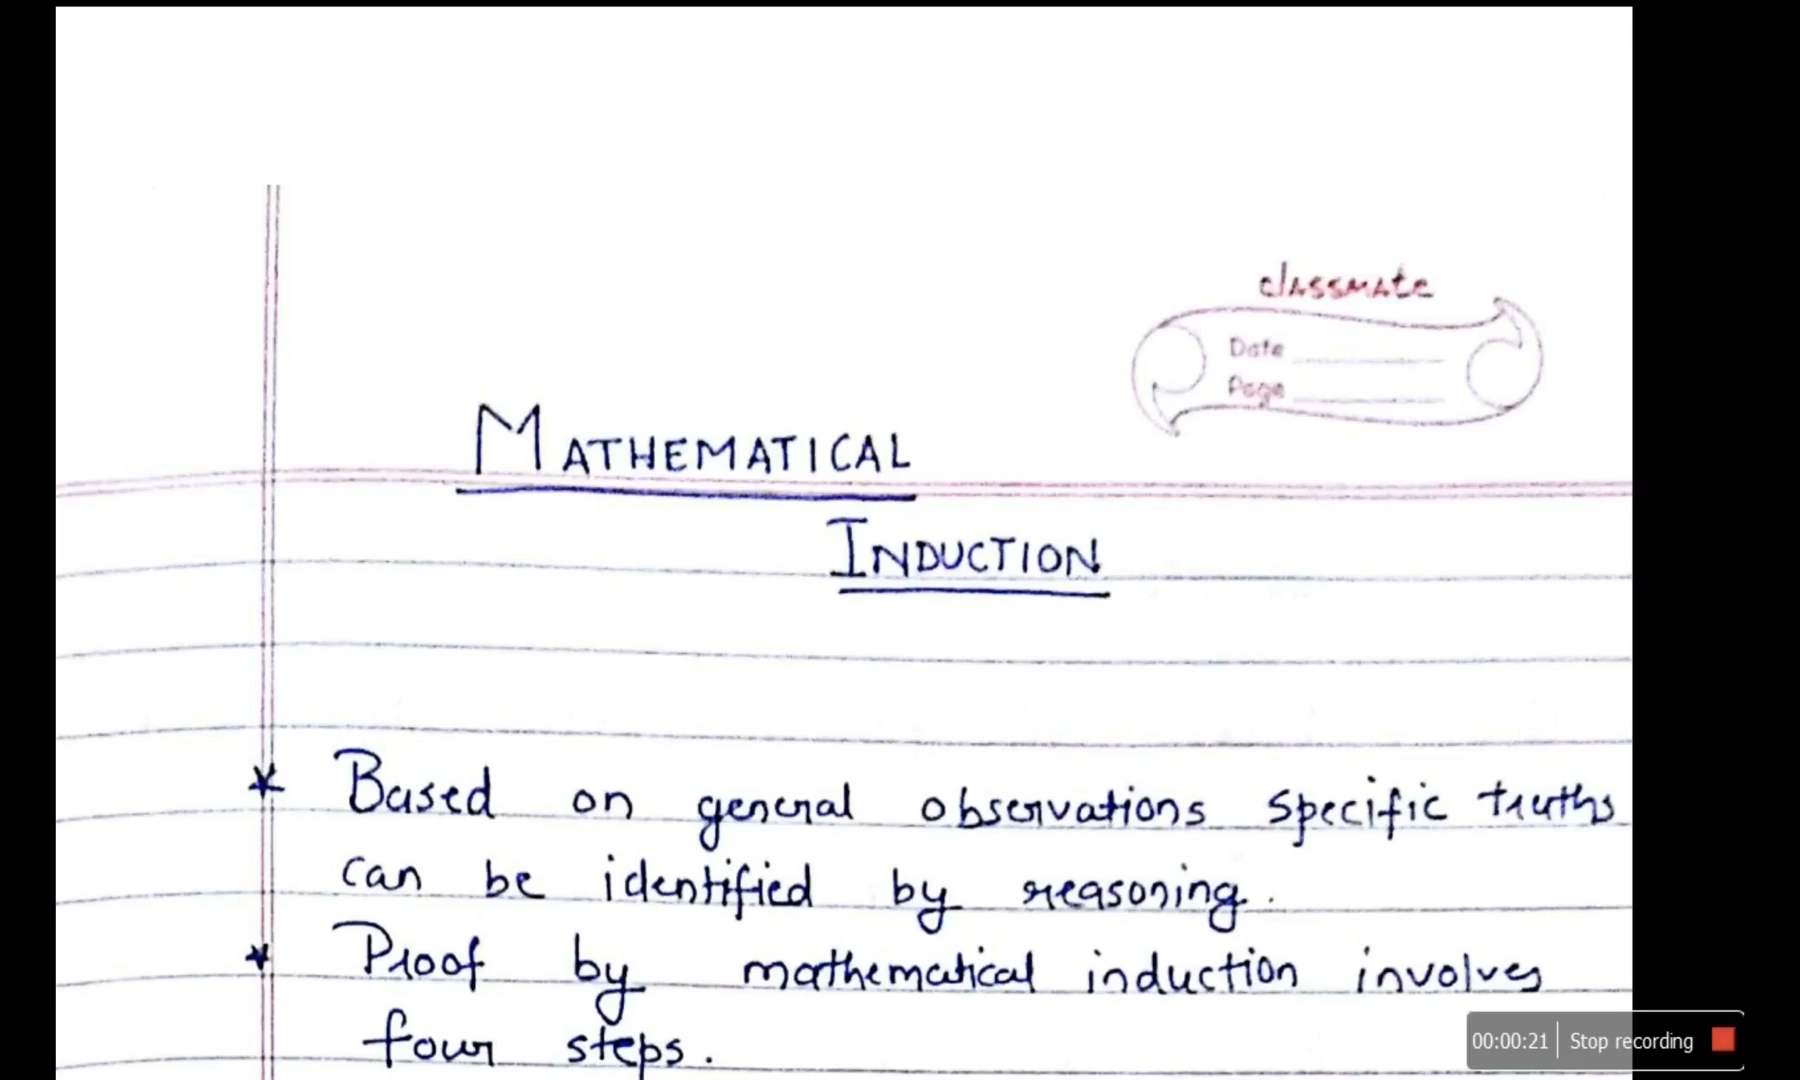 classmate
Date
Page
MATHEMATICAL
INDUCTION
* Based on general observations specific truths
can be identified by reasoning.
* Proof by mathematical induction involves
four steps.
00:00:21 Stop recording